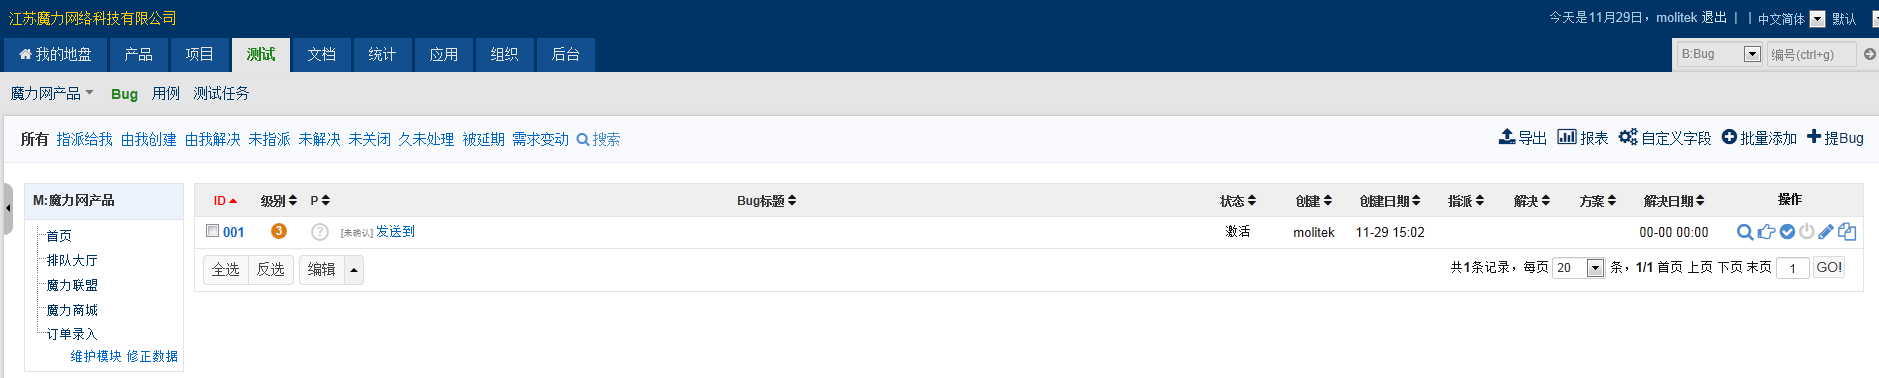 江苏魔力网络科技有限公司
今天是11月29日，molitek 退出 | | 中文简体 默认
我的地盘 产品 项目 测试 文档 统计 应用 组织 后台
B:Bug 编号(ctrl+g)
魔力网产品 Bug 用例 测试任务
所有 指派给我 由我创建 由我解决 未指派 未解决 未关闭 久未处理 被延期 需求变动 搜索
导出 报表 自定义字段 批量添加 提Bug
M:魔力网产品
首页
排队大厅
魔力联盟
魔力商城
订单录入
维护模块 修正数据
ID 级别 P Bug标题 状态 创建 创建日期 指派 解决 方案 解决日期 操作
001 3 ? [未确认] 发送到 激活 molitek 11-29 15:02 00-00 00:00
全选 反选 编辑
共1条记录，每页 20 条，1/1 首页 上页 下页 末页 1 GO!